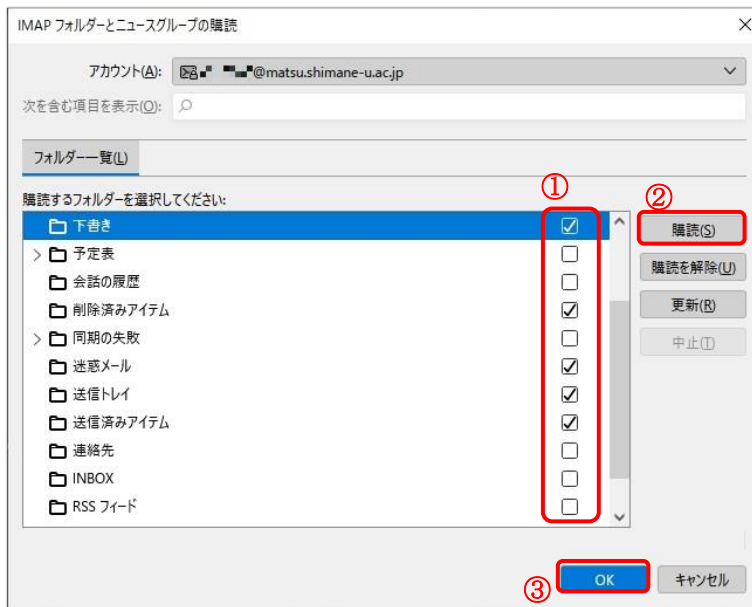 IMAP フォルダーとニュースグループの購読
アカウント(A): @matsu.shimane-u.ac.jp
次を含む項目を表示(O):
フォルダー一覧(L)
購読するフォルダーを選択してください:
①
②
下書き
購読(S)
予定表
購読を解除(U)
会話の履歴
削除済みアイテム
更新(R)
同期の失敗
中止(T)
迷惑メール
送信トレイ
送信済みアイテム
連絡先
INBOX
RSS フィード
③
OK
キャンセル